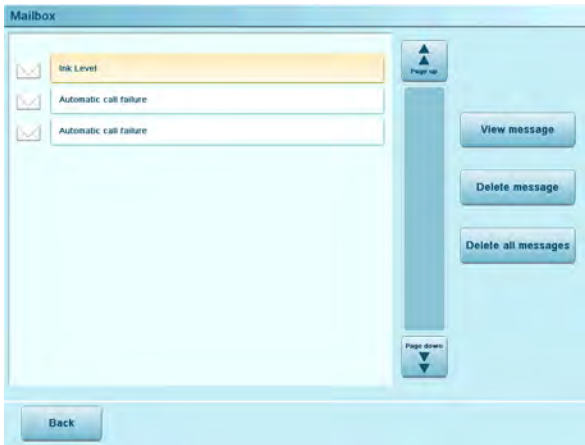 Mailbox
Ink Level
Automatic call failure
Automatic call failure
Page up
View message
Delete message
Delete all messages
Page down
Back